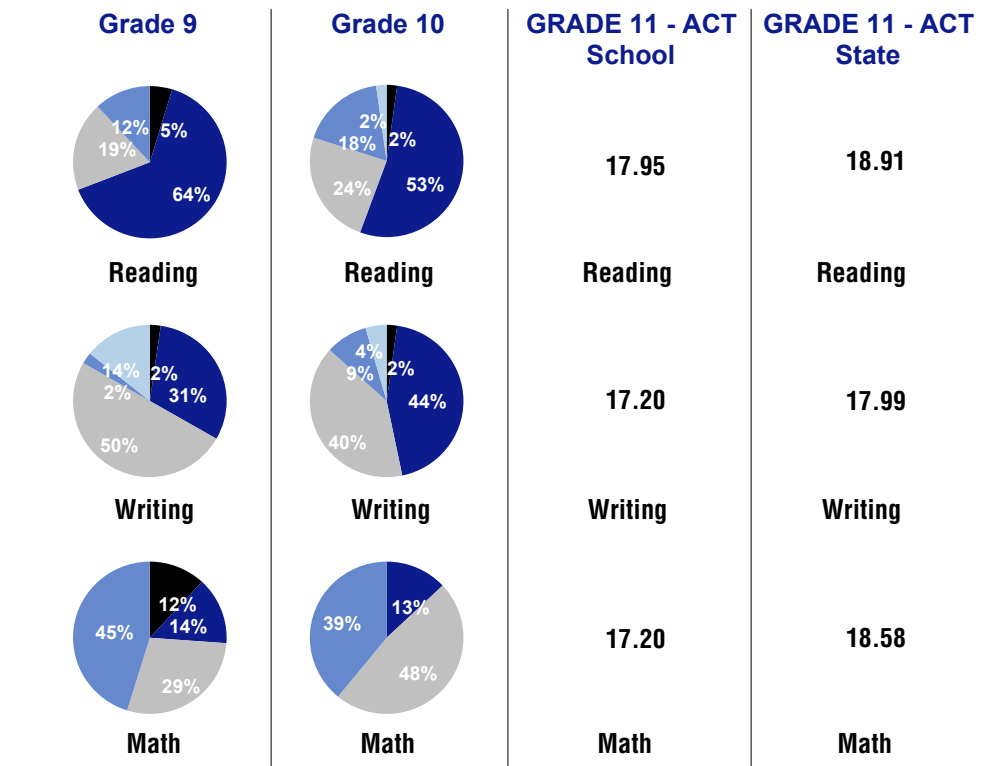 Grade 9
Grade 10
GRADE 11 - ACT
School
GRADE 11 - ACT
State
12%
5%
19%
64%
Reading
2%
2%
18%
24%
53%
Reading
17.95
Reading
18.91
Reading
14%
2%
2%
31%
50%
Writing
4%
2%
9%
44%
40%
Writing
17.20
Writing
17.99
Writing
12%
45%
14%
29%
Math
13%
39%
48%
Math
17.20
Math
18.58
Math